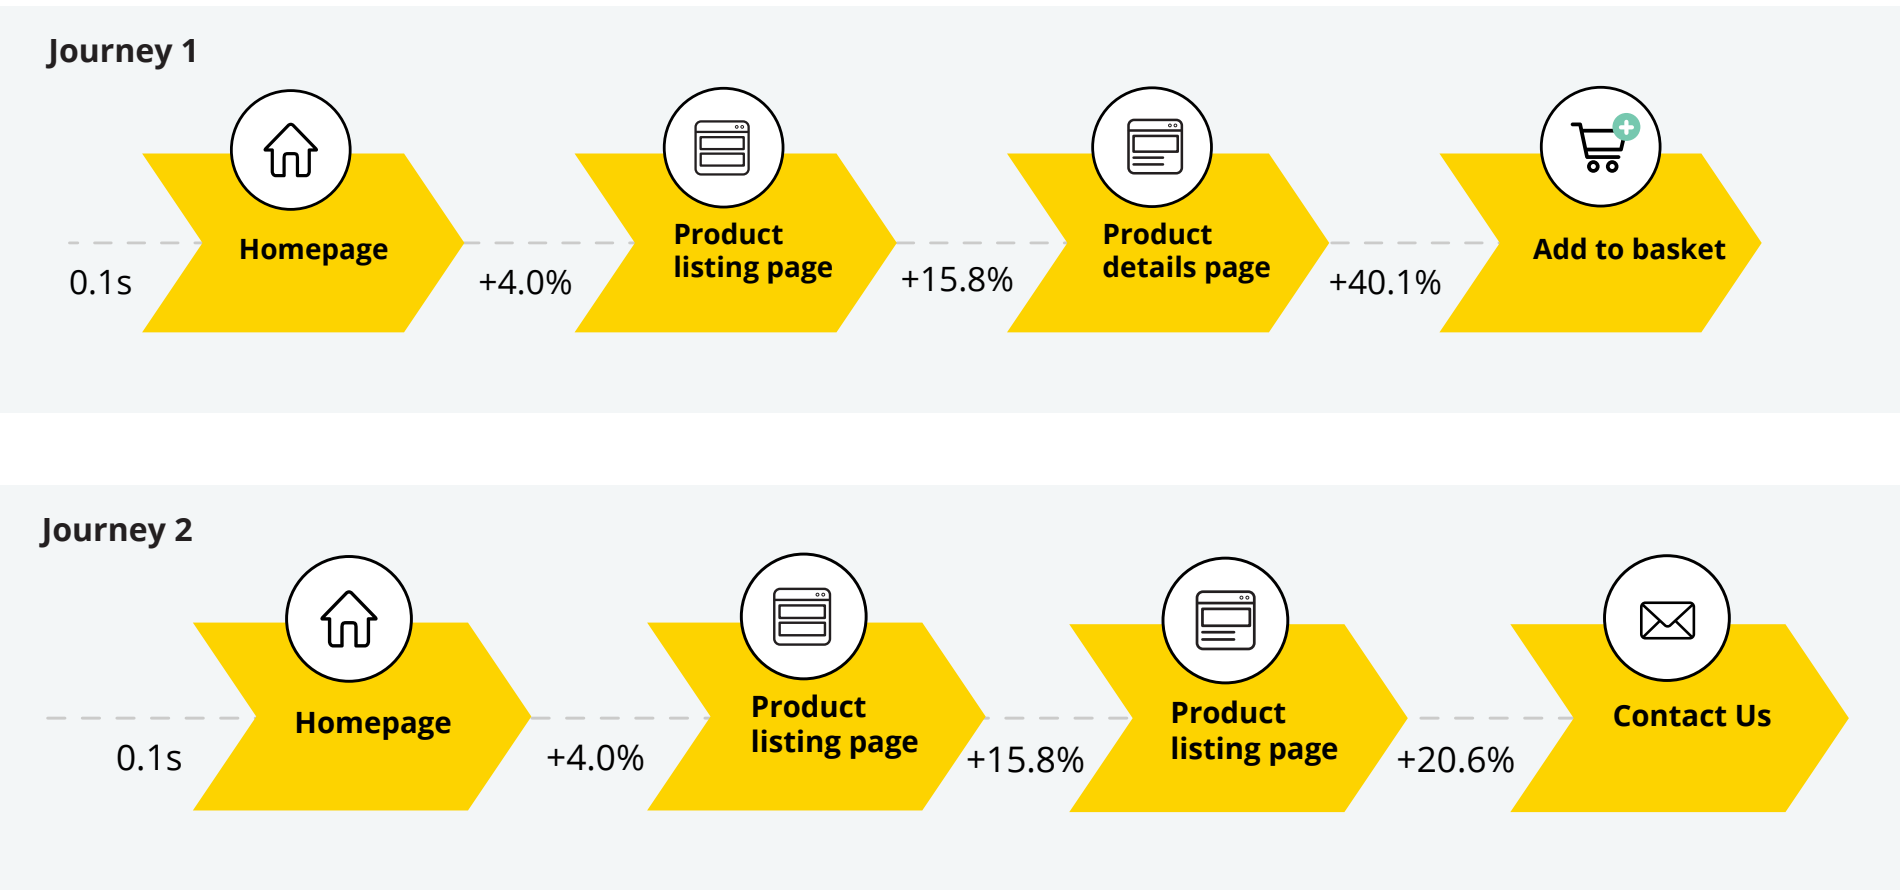 Journey 1
Homepage
Product
listing page
Product
details page
Add to basket
0.1s
+4.0%
+15.8%
+40.1%
Journey 2
Homepage
Product
listing page
Product
listing page
Contact Us
0.1s
+4.0%
+15.8%
+20.6%